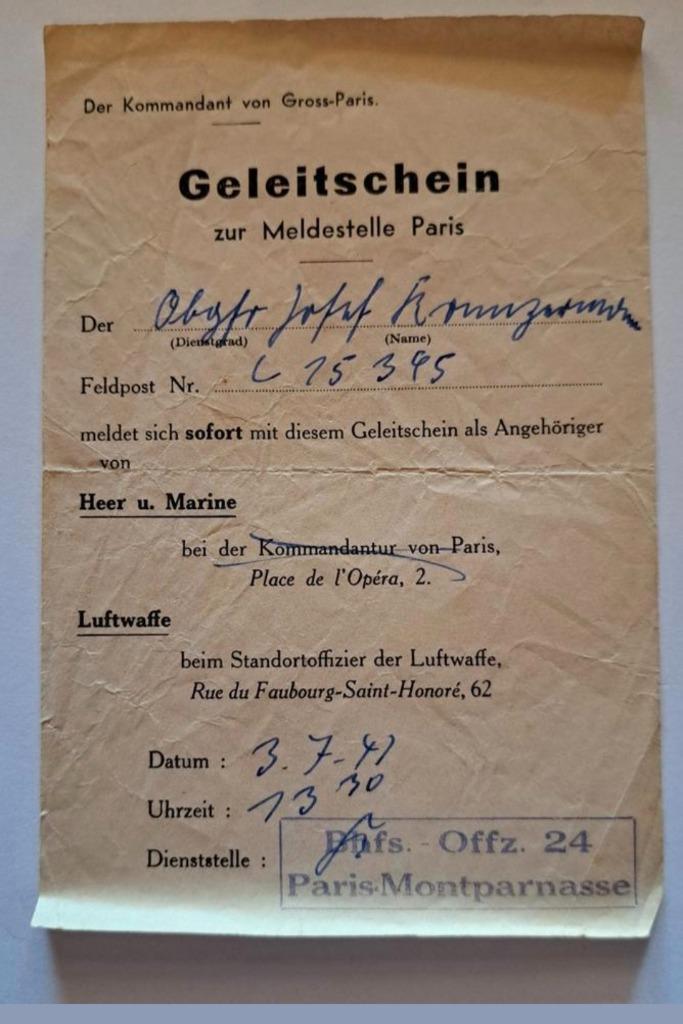 Der Kommandant von Gross-Paris.
Geleitschein
zur Meldestelle Paris
Der Obgfr Josef
(Dienstgrad) (Name)
Feldpost Nr. L 15 395
meldet sich sofort mit diesem Geleitschein als Angehöriger
von
Heer u. Marine
bei der Kommandantur von Paris,
Place de l'Opéra, 2.
Luftwaffe
beim Standortoffizier der Luftwaffe,
Rue du Faubourg-Saint-Honoré, 62
Datum : 3.7.41
Uhrzeit : 13 30
Dienststelle : Bhfs. - Offz. 24
Paris-Montparnasse